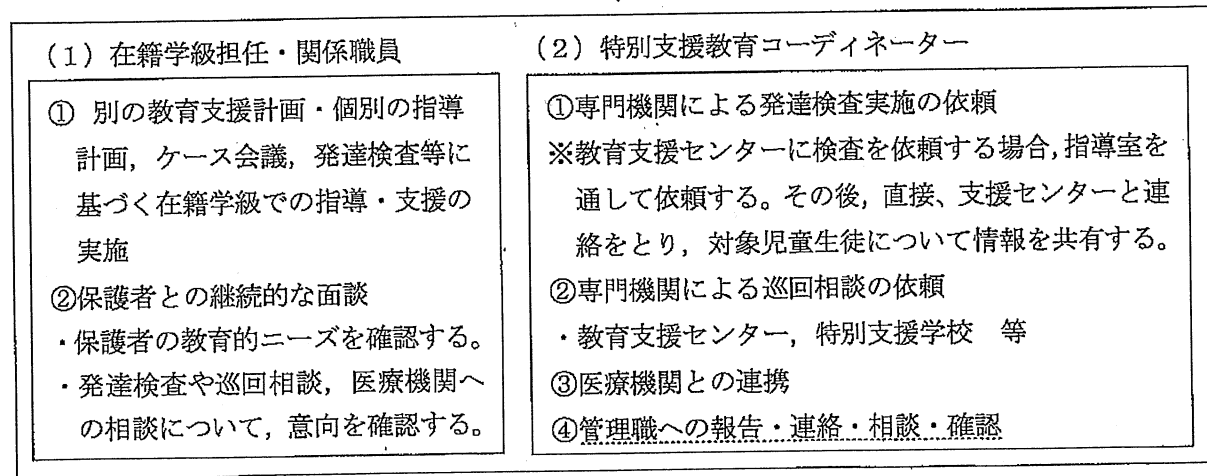 (1)在籍学級担任・関係職員
① 別の教育支援計画・個別の指導
計画,ケース会議,発達検査等に
基づく在籍学級での指導・支援の
実施
②保護者との継続的な面談
・保護者の教育的ニーズを確認する。
・発達検査や巡回相談,医療機関へ
の相談について,意向を確認する。
(2)特別支援教育コーディネーター
①専門機関による発達検査実施の依頼
※教育支援センターに検査を依頼する場合,指導室を
通して依頼する。その後,直接、支援センターと連
絡をとり,対象児童生徒について情報を共有する。
②専門機関による巡回相談の依頼
・教育支援センター,特別支援学校 等
③医療機関との連携
④管理職への報告・連絡・相談・確認